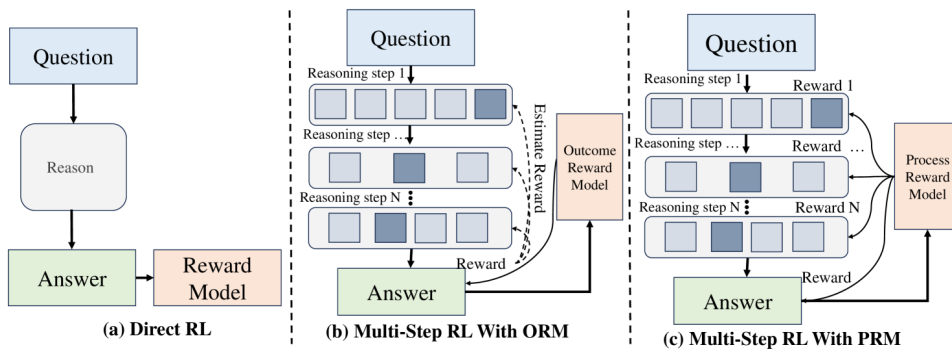 Question
Reason
Answer
Reward
Model
(a) Direct RL
Question
Reasoning step 1
Reasoning step ...
Reasoning step N
Estimate Reward
Outcome
Reward
Model
Reward
Answer
(b) Multi-Step RL With ORM
Question
Reasoning step 1
Reward 1
Reasoning step ...
Reward ...
Reasoning step N
Reward N
Process
Reward
Model
Reward
Answer
(c) Multi-Step RL With PRM